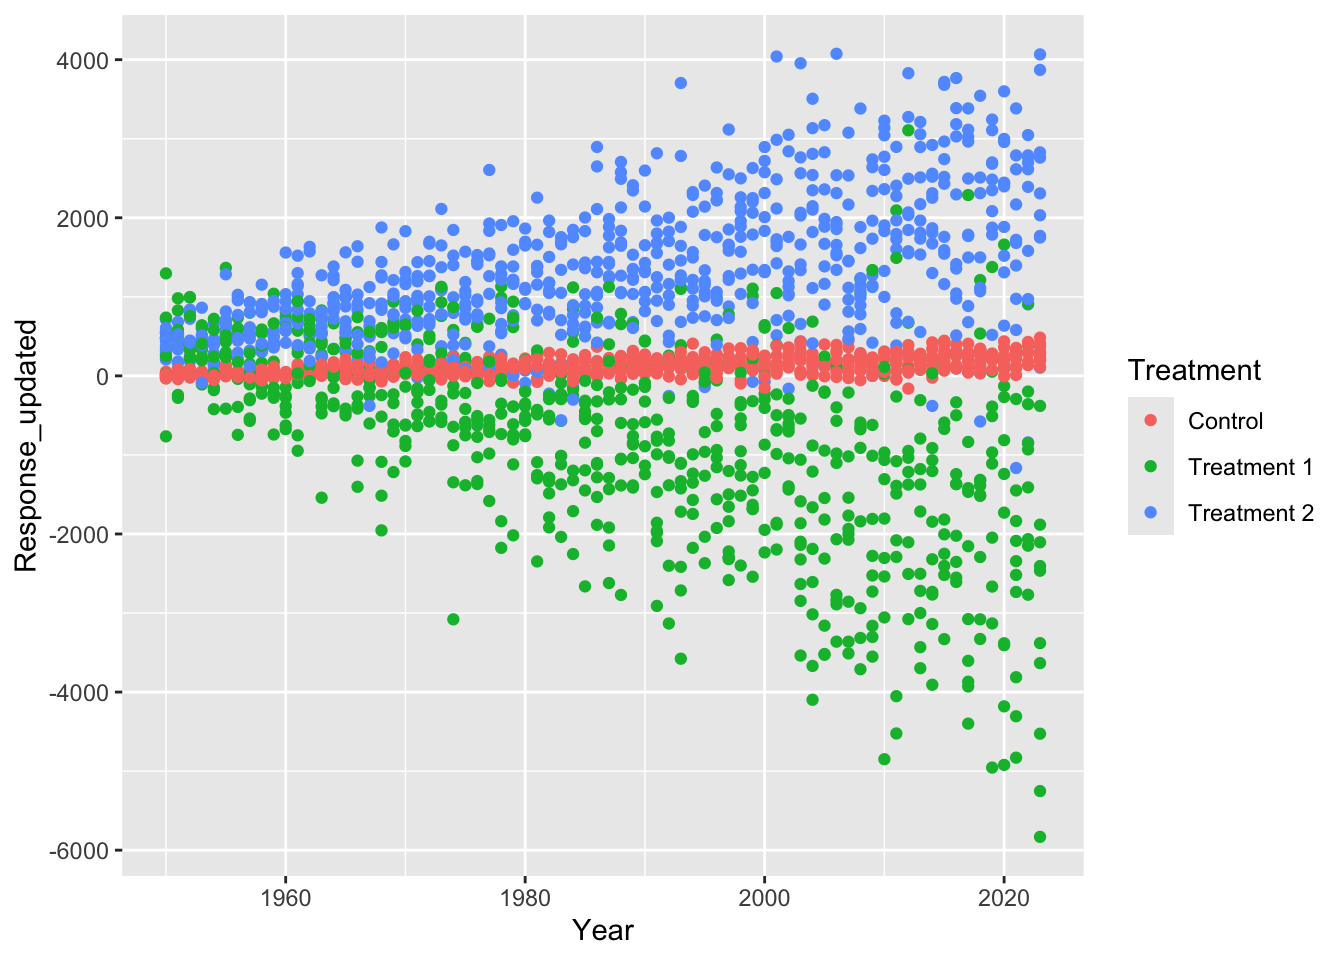 Response_updated
4000
2000
0
-2000
-4000
-6000
1960
1980
2000
2020
Year
Treatment
Control
Treatment 1
Treatment 2